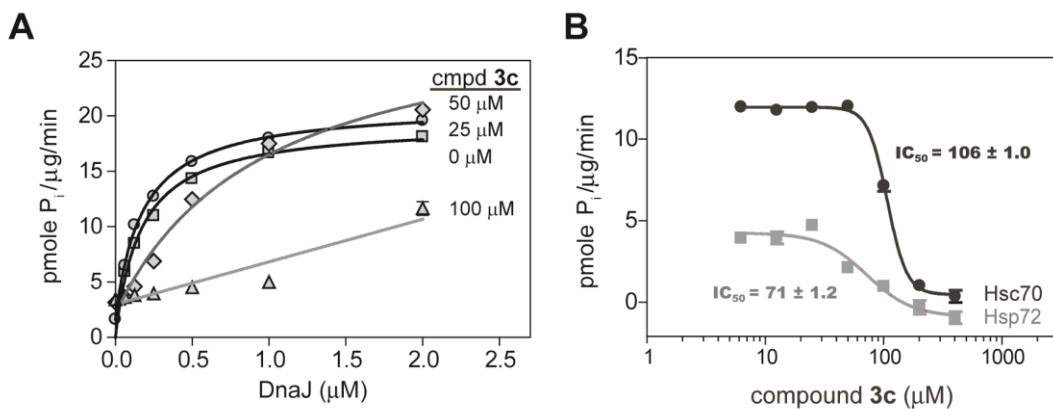 A
pmole Pi /µg/min
25
20
15
10
5
0
0.0
0.5
1.0
1.5
2.0
2.5
DnaJ (µM)
cmpd 3c
50 µM
25 µM
0 µM
100 µM
B
pmole Pi /µg/min
15
10
5
0
1
10
100
1000
compound 3c (µM)
IC50 = 106 ± 1.0
IC50 = 71 ± 1.2
Hsc70
Hsp72